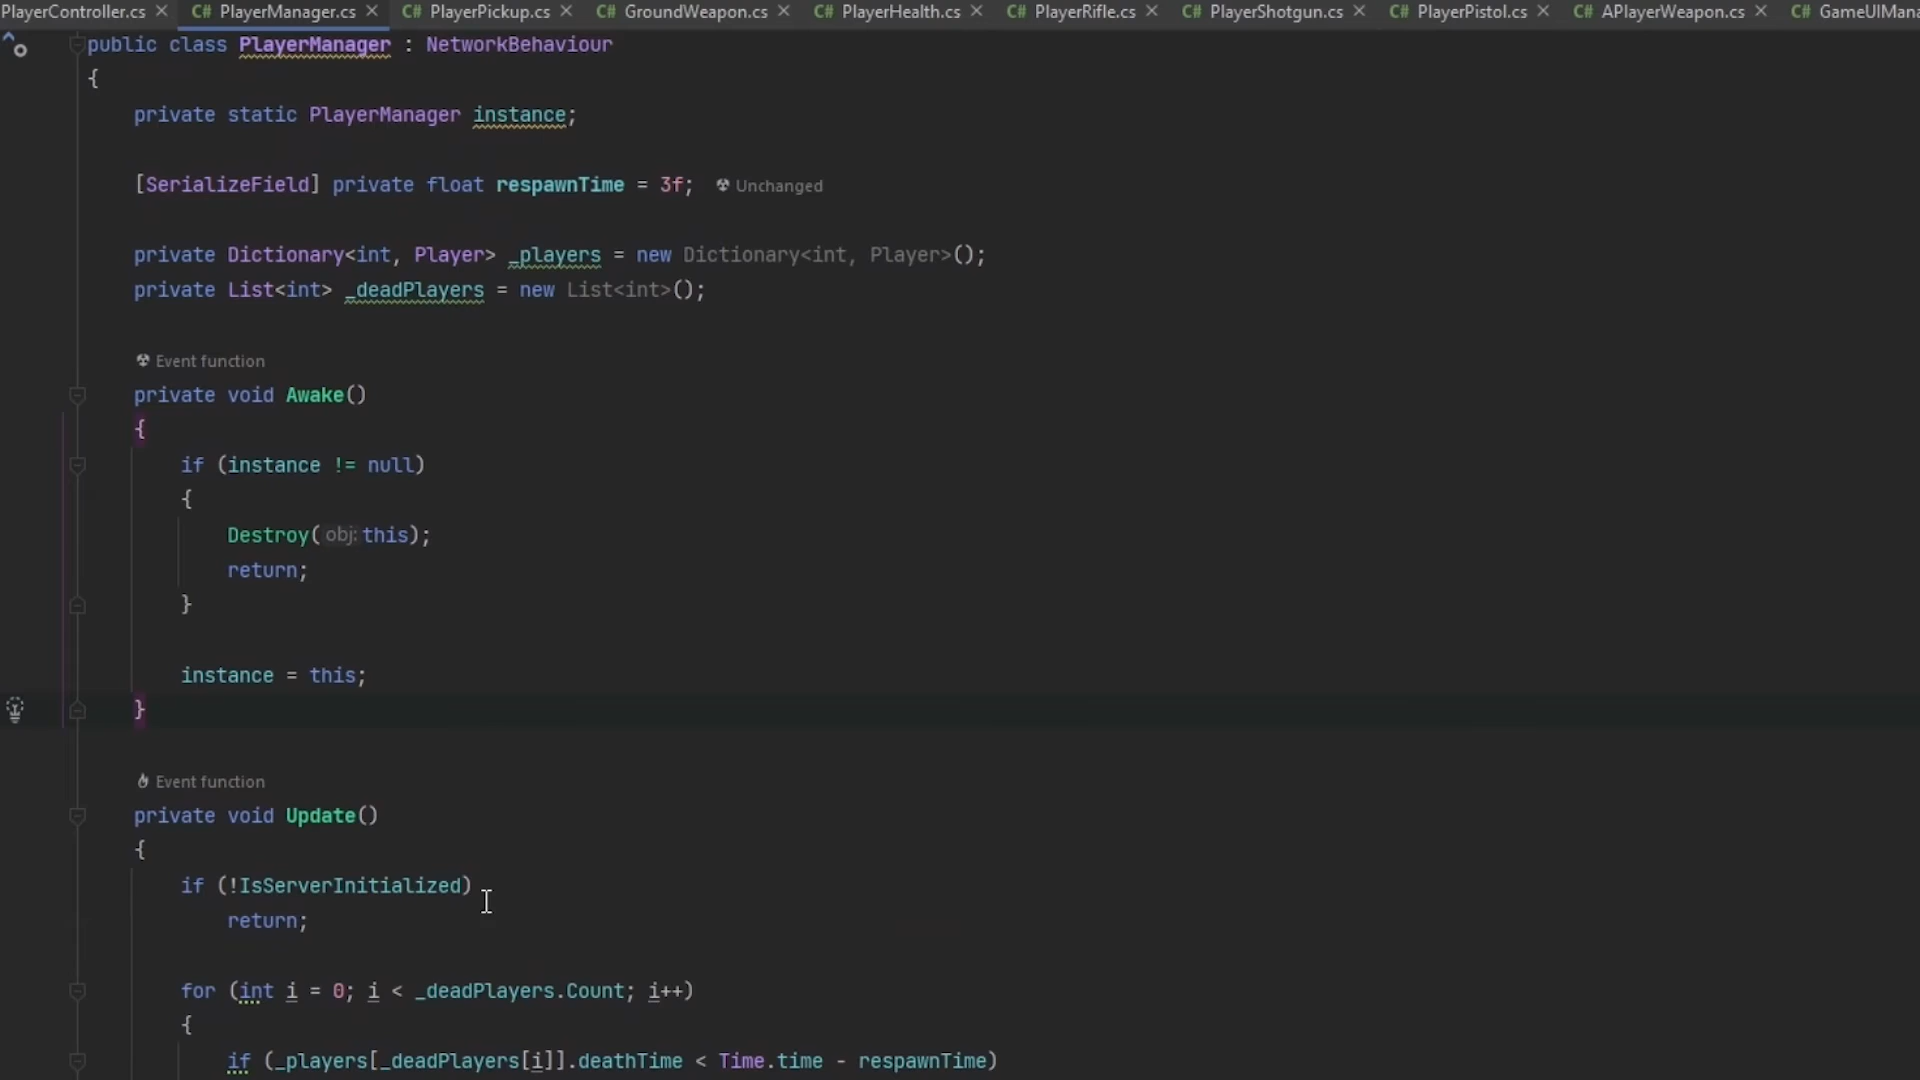 PlayerController.cs C# PlayerManager.cs C# PlayerPickup.cs C# GroundWeapon.cs C# PlayerHealth.cs C# PlayerRifle.cs C# PlayerShotgun.cs C# PlayerPistol.cs C# APlayerWeapon.cs C# GameUIMana
public class PlayerManager : NetworkBehaviour
{
private static PlayerManager instance;
[SerializeField] private float respawnTime = 3f; Unchanged
private Dictionary<int, Player> _players = new Dictionary<int, Player>();
private List<int> _deadPlayers = new List<int>();
Event function
private void Awake()
{
if (instance != null)
{
Destroy( obj: this);
return;
}
instance = this;
}
Event function
private void Update()
{
if (!IsServerInitialized)
return;
for (int i = 0; i < _deadPlayers.Count; i++)
{
if (_players[_deadPlayers[i]].deathTime < Time.time - respawnTime)